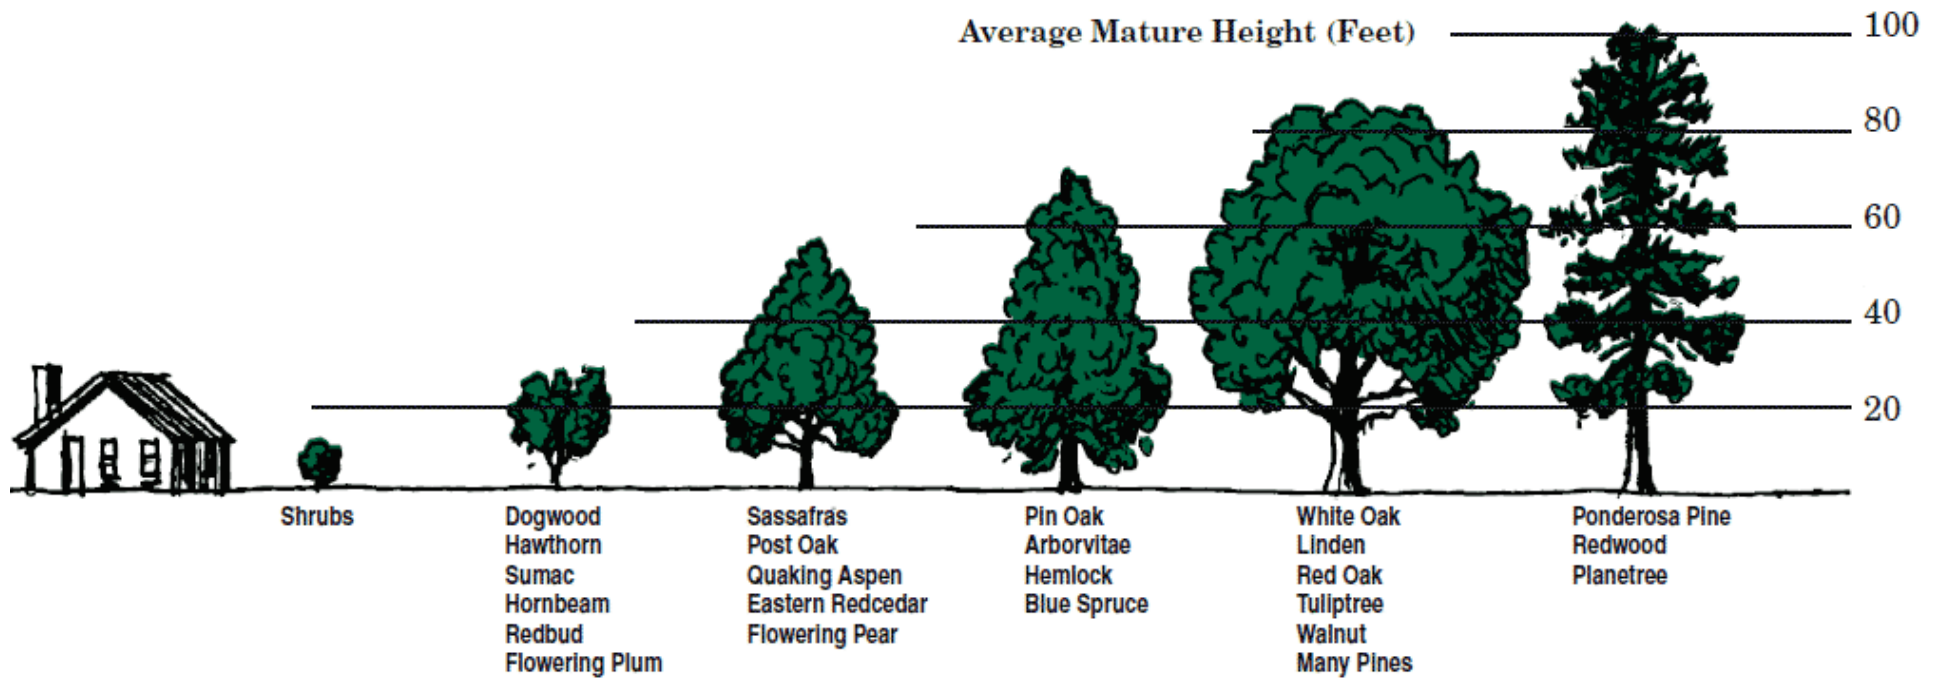 Average Mature Height (Feet)
100
80
60
40
20
Shrubs
Dogwood
Hawthorn
Sumac
Hornbeam
Redbud
Flowering Plum
Sassafras
Post Oak
Quaking Aspen
Eastern Redcedar
Flowering Pear
Pin Oak
Arborvitae
Hemlock
Blue Spruce
White Oak
Linden
Red Oak
Tuliptree
Walnut
Many Pines
Ponderosa Pine
Redwood
Planetree